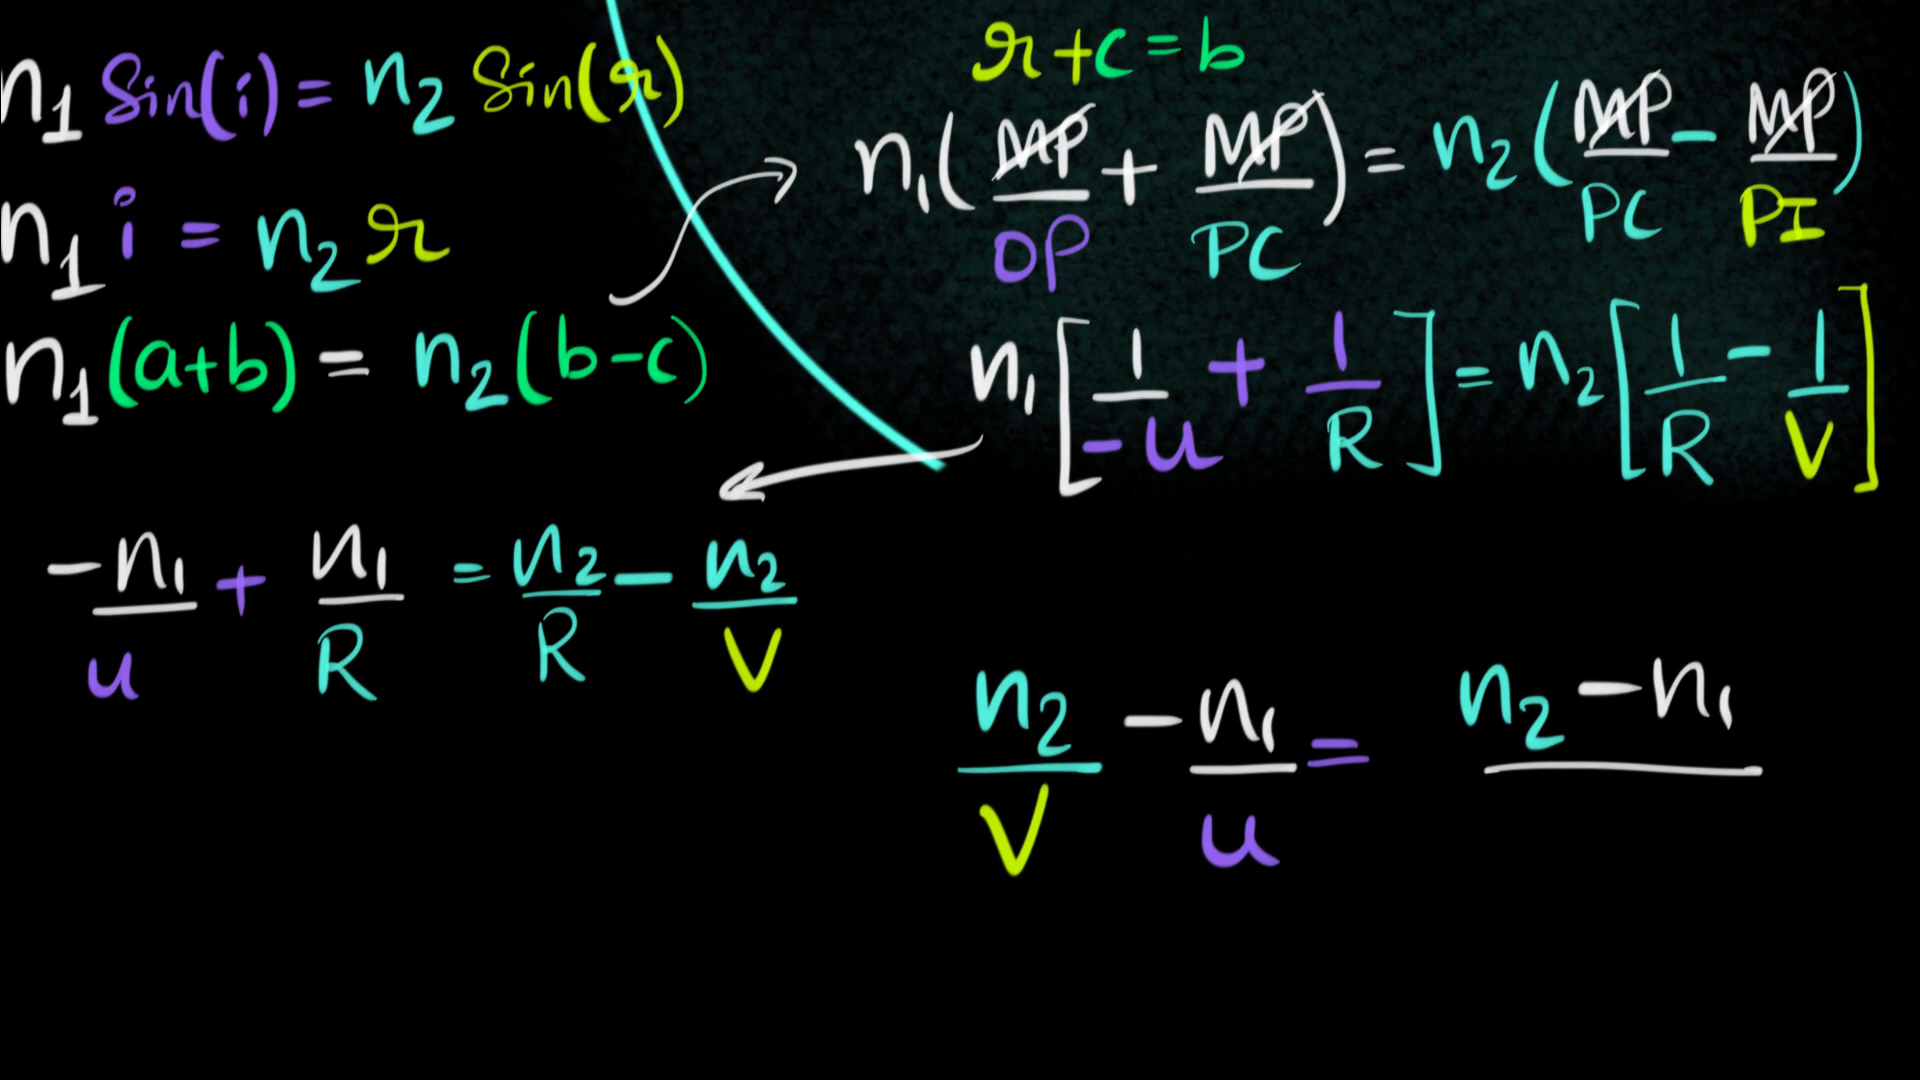 n₁ Sin(i) = n₂ Sin(r)
n₁ i = n₂ r
n₁ (a+b) = n₂ (b-c)
r+c = b
n₁ (MP/OP + MP/PC) = n₂ (MP/PC - MP/PI)
n₁ [1/-u + 1/R] = n₂ [1/R - 1/V]
-n₁/u + n₁/R = n₂/R - n₂/V
n₂/V - n₁/u = n₂ - n₁